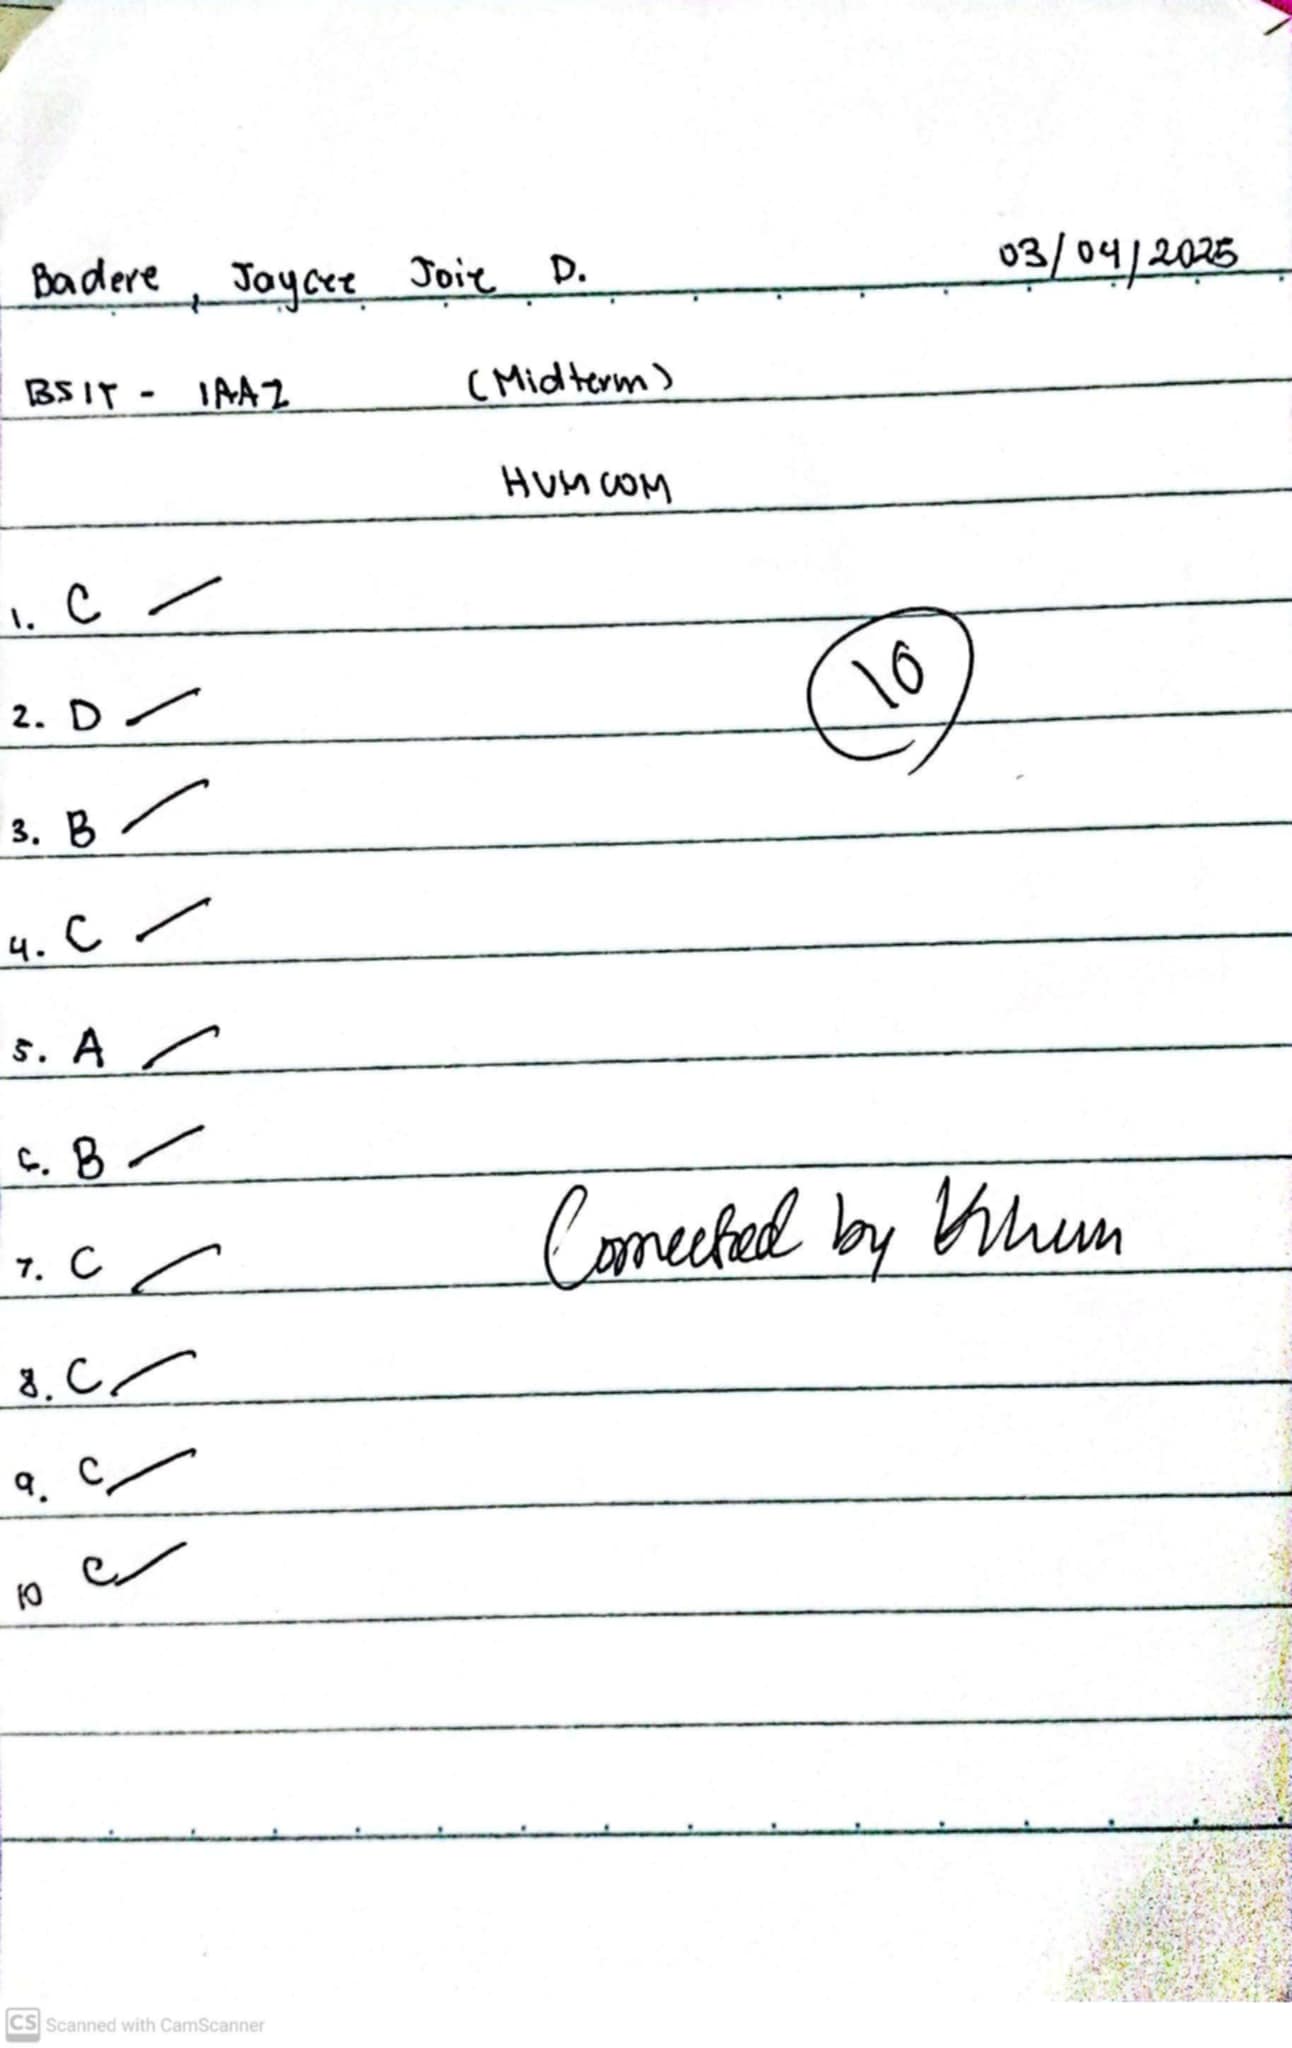 Badere, Jaycee Joie D. 03/04/2025
BSIT - 1AA2 (Midterm)
HUMCOM
1. C
10
2. D
3. B
4. C
5. A
6. B
Corrected by
7. C
8. C
9. C
10 C
CS Scanned with CamScanner